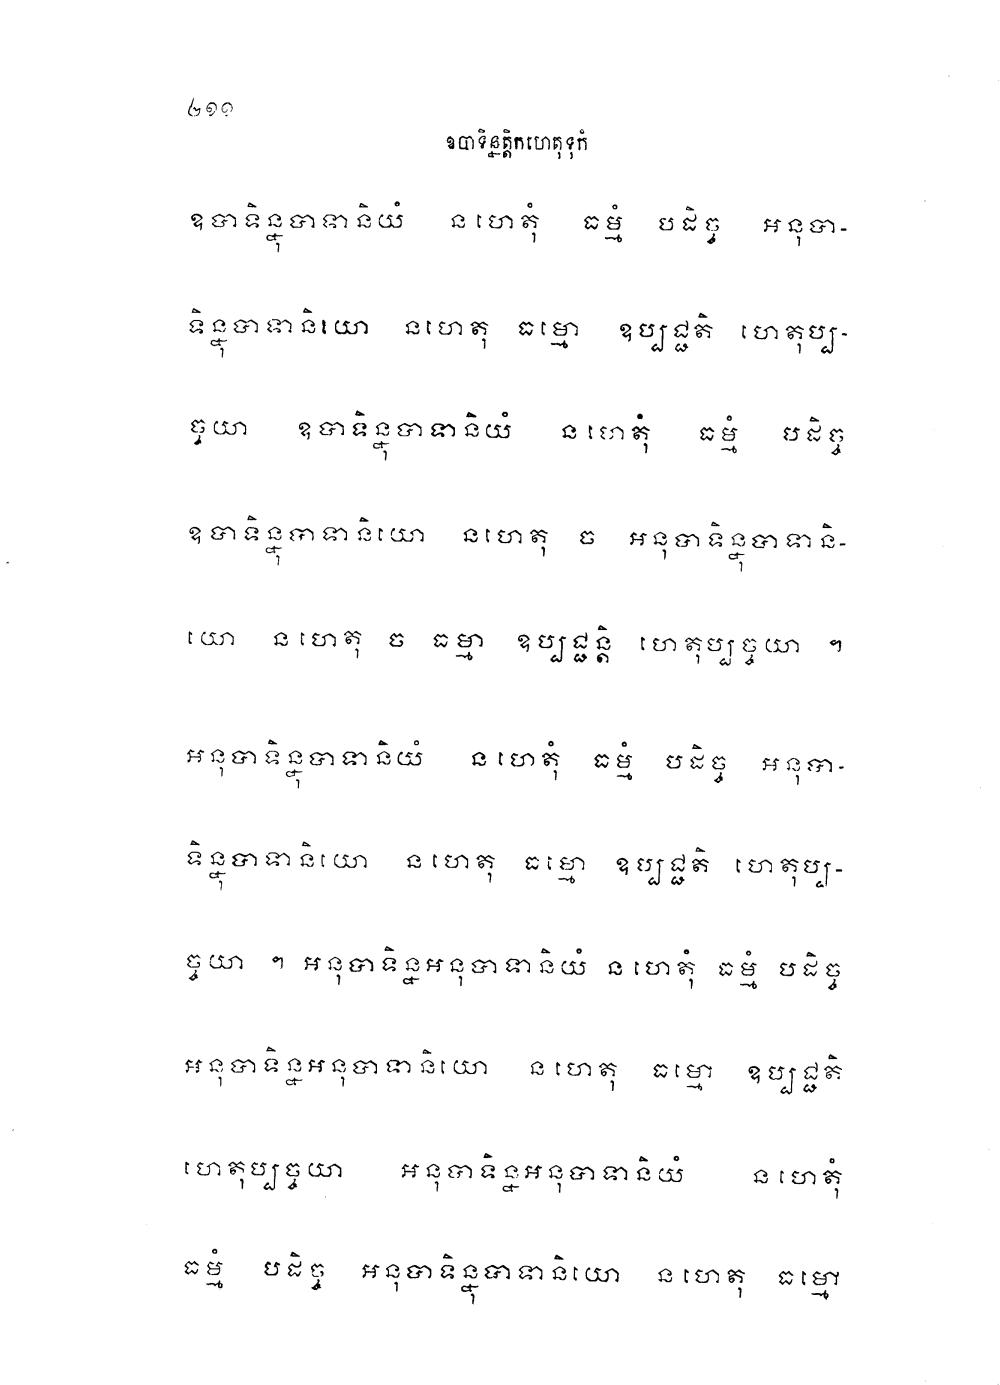 ២១១
ឧបាទិន្នត្តិកហេតុទុកំ
ឧបាទិន្នុបាទានិយំ នហេតុំ ធម្មំ បដិច្ច អនុបា-
ទិន្នុបាទានិយោ នហេតុ ធម្មោ ឧប្បជ្ជតិ ហេតុប្ប-
ច្ចយា ឧបាទិន្នុបាទានិយំ នហេតុំ ធម្មំ បដិច្ច
ឧបាទិន្នុបាទានិយោ នហេតុ ច អនុបាទិន្នុបាទានិ-
យោ នហេតុ ច ធម្មា ឧប្បជ្ជន្តិ ហេតុប្បច្ចយា ។
អនុបាទិន្នុបាទានិយំ នហេតុំ ធម្មំ បដិច្ច អនុបា-
ទិន្នុបាទានិយោ នហេតុ ធម្មោ ឧប្បជ្ជតិ ហេតុប្ប-
ច្ចយា ។ អនុបាទិន្នអនុបាទានិយំ នហេតុំ ធម្មំ បដិច្ច
អនុបាទិន្នអនុបាទានិយោ នហេតុ ធម្មោ ឧប្បជ្ជតិ
ហេតុប្បច្ចយា អនុបាទិន្នអនុបាទានិយំ នហេតុំ
ធម្មំ បដិច្ច អនុបាទិន្នុបាទានិយោ នហេតុ ធម្មោ